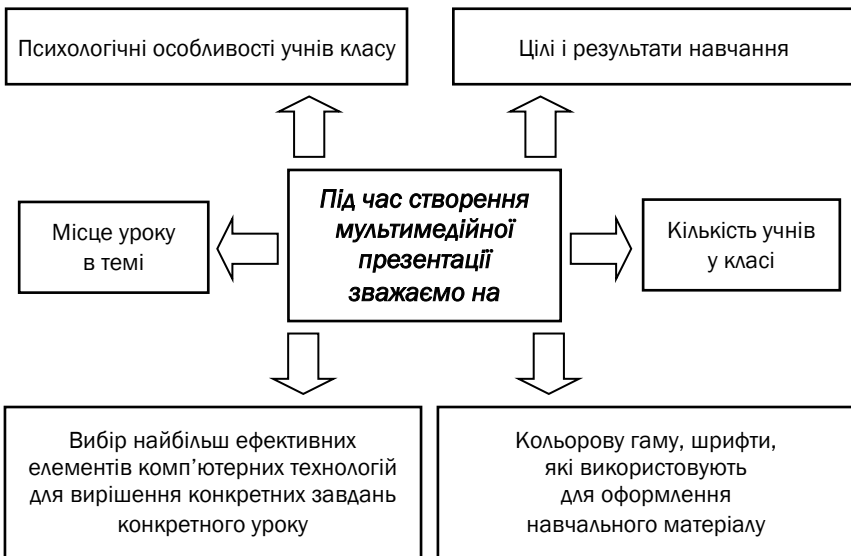 Психологічні особливості учнів класу
Цілі і результати навчання
Під час створення
мультимедійної
презентації
зважаємо на
Місце уроку
в темі
Кількість учнів
у класі
Вибір найбільш ефективних
елементів комп’ютерних технологій
для вирішення конкретних завдань
конкретного уроку
Кольорову гаму, шрифти,
які використовують
для оформлення
навчального матеріалу